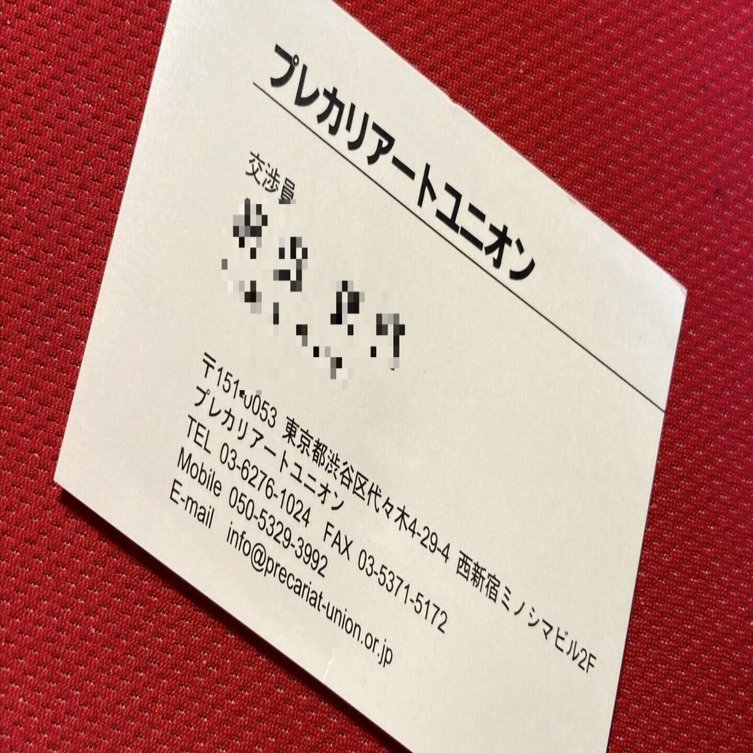 プレカリアートユニオン
交渉員
〒151-0053 東京都渋谷区代々木4-29-4 西新宿ミノシマビル2F
プレカリアートユニオン
TEL 03-6276-1024 FAX 03-5371-5172
Mobile 050-5329-3992
E-mail info@precariat-union.or.jp